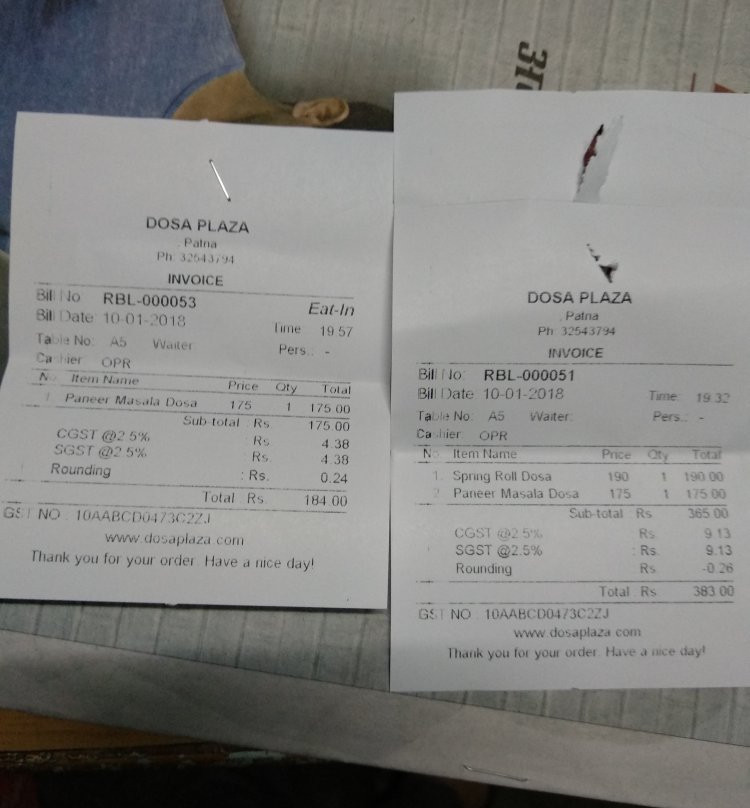 DOSA PLAZA
Patna
Ph: 32543794
INVOICE
Bill No RBL-000053
Eat-In
Bill Date 10-01-2018 Time 19.57
Table No: A5 Waiter Pers.: -
Cashier OPR
No Item Name Price Qty Total
1 Paneer Masala Dosa 175 1 175.00
Sub-total Rs 175.00
CGST @2.5% Rs 4.38
SGST @2.5% Rs. 4.38
Rounding : Rs. 0.24
Total Rs. 184.00
GST NO : 10AABCD0473C2ZJ
www.dosaplaza.com
Thank you for your order. Have a nice day!
DOSA PLAZA
Patna
Ph: 32543794
INVOICE
Bill No: RBL-000051
Bill Date 10-01-2018 Time: 19.32
Table No: A5 Waiter: Pers.: -
Cashier OPR
No Item Name Price Qty Total
1. Spring Roll Dosa 190 1 190.00
2 Paneer Masala Dosa 175 1 175.00
Sub-total Rs 365.00
CGST @2.5% Rs 9.13
SGST @2.5% : Rs. 9.13
Rounding Rs -0.26
Total Rs 383.00
GST NO : 10AABCD0473C2ZJ
www.dosaplaza.com
Thank you for your order. Have a nice day!